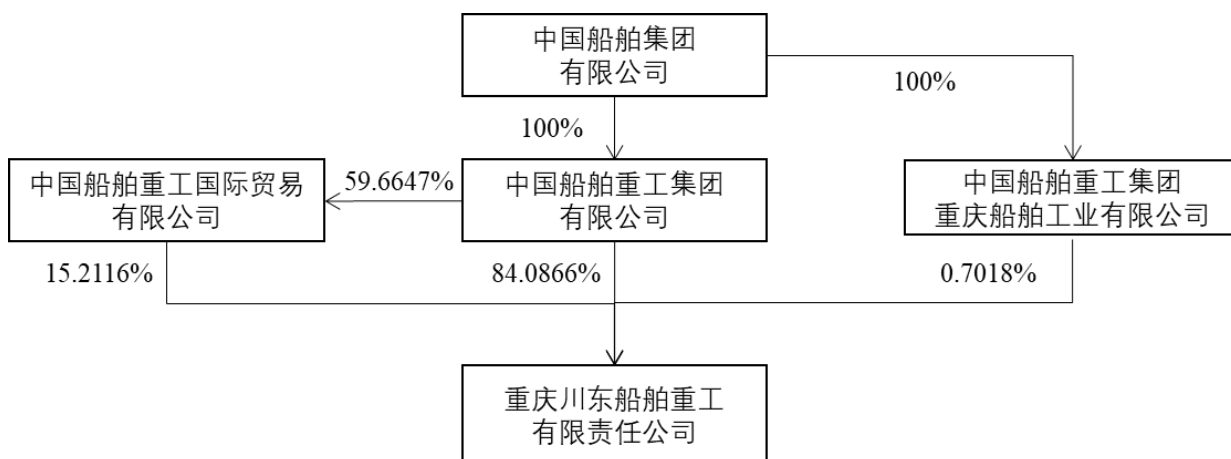 中国船舶集团
有限公司
100%
100%
中国船舶重工国际贸易
有限公司
59.6647%
中国船舶重工集团
有限公司
中国船舶重工集团
重庆船舶工业有限公司
15.2116%
84.0866%
0.7018%
重庆川东船舶重工
有限责任公司